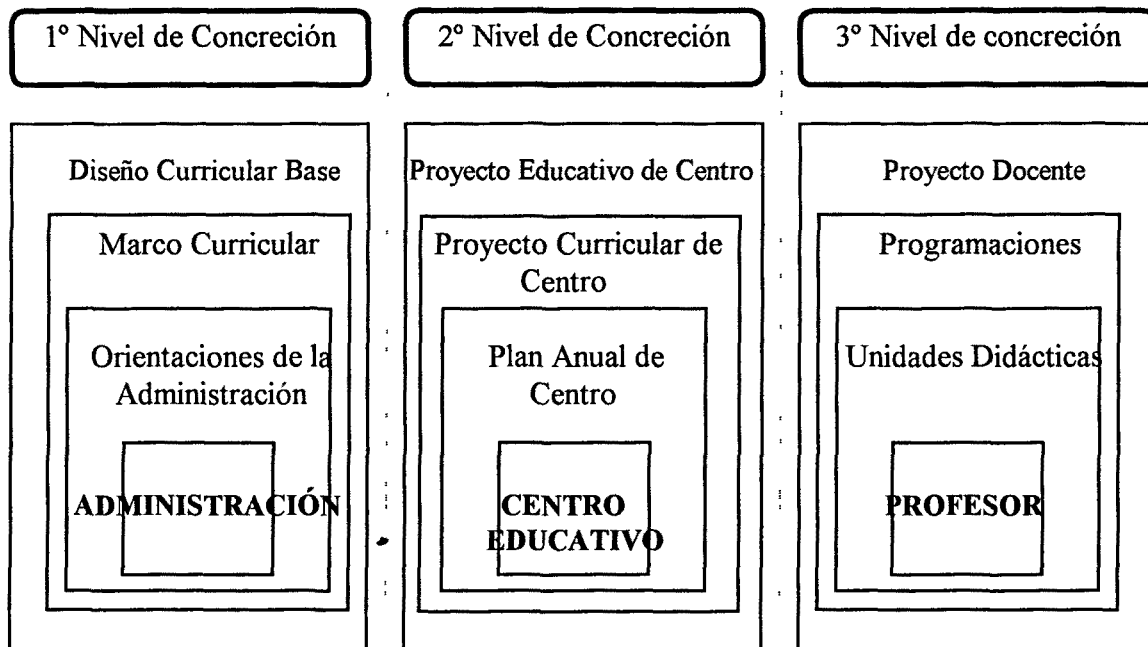 1º Nivel de Concreción
2º Nivel de Concreción
3º Nivel de concreción
Diseño Curricular Base
Marco Curricular
Orientaciones de la
Administración
ADMINISTRACIÓN
Proyecto Educativo de Centro
Proyecto Curricular de
Centro
Plan Anual de
Centro
CENTRO
EDUCATIVO
Proyecto Docente
Programaciones
Unidades Didácticas
PROFESOR